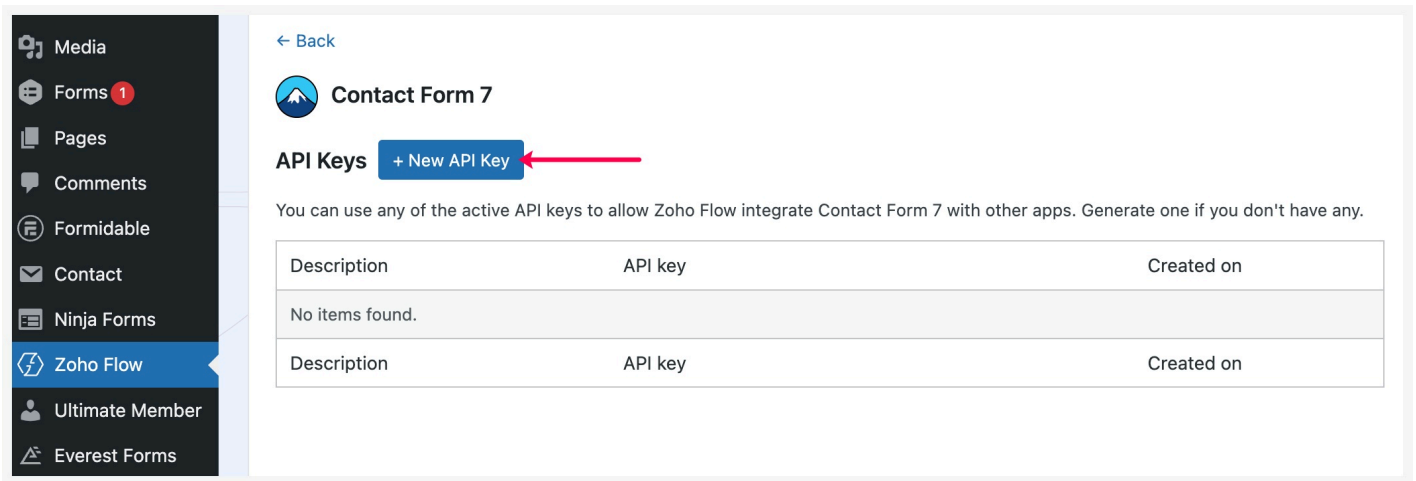 Media
Forms 1
Pages
Comments
Formidable
Contact
Ninja Forms
Zoho Flow
Ultimate Member
Everest Forms
← Back
Contact Form 7
API Keys + New API Key
You can use any of the active API keys to allow Zoho Flow integrate Contact Form 7 with other apps. Generate one if you don't have any.
Description API key Created on
No items found.
Description API key Created on